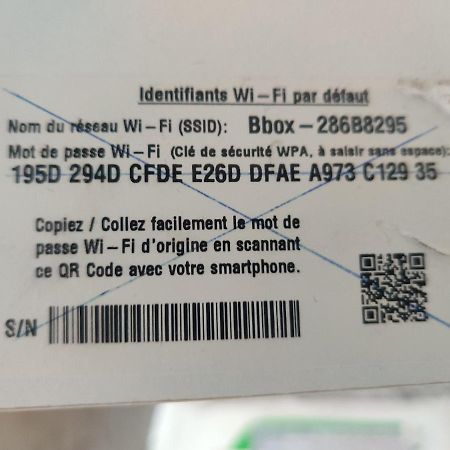 Identifiants Wi-Fi par défaut
Nom du réseau Wi-Fi (SSID): Bbox-286B8295
Mot de passe Wi-Fi (Clé de sécurité WPA, à saisir sans espace):
195D 294D CFDE E26D DFAE A973 C129 35
Copiez / Collez facilement le mot de
passe Wi-Fi d'origine en scannant
ce QR Code avec votre smartphone.
S/N